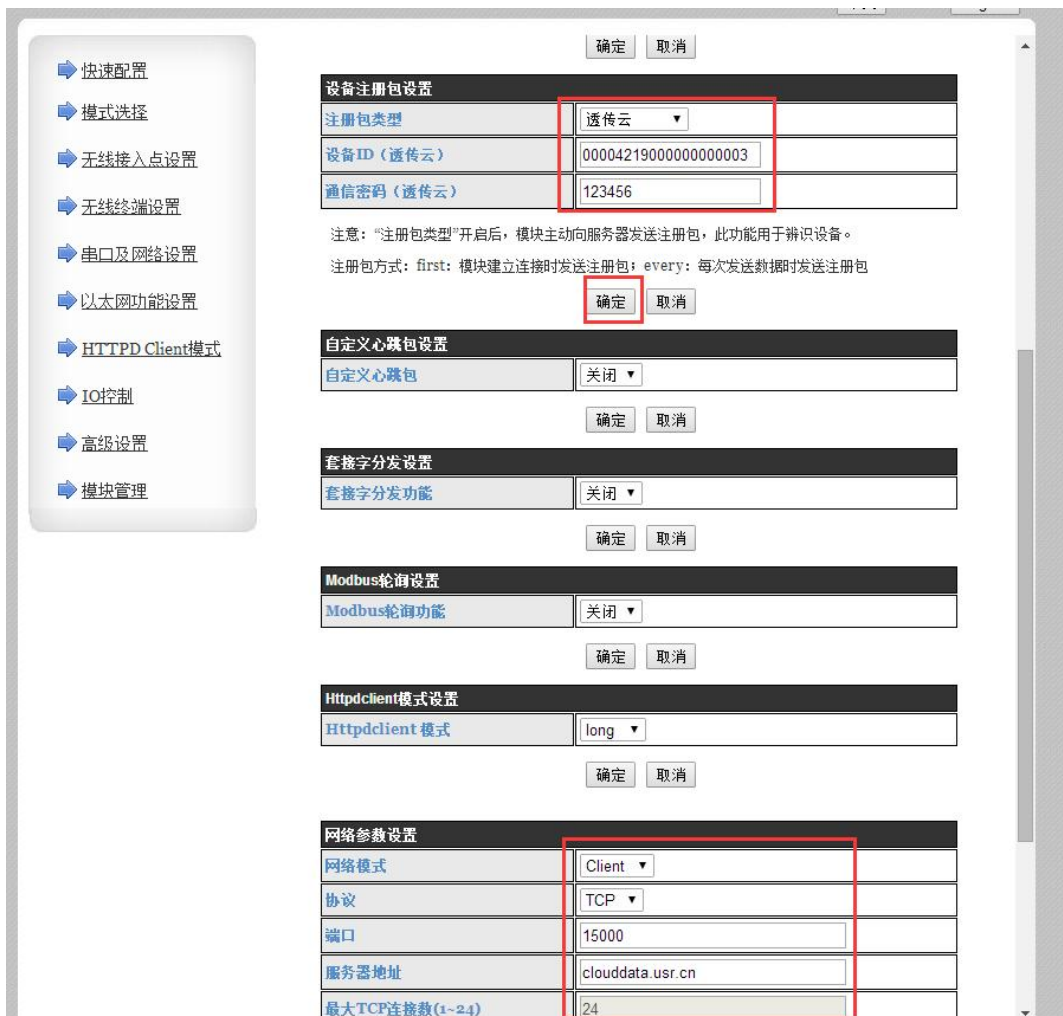 快速配置
模式选择
无线接入点设置
无线终端设置
串口及网络设置
以太网功能设置
HTTPD Client模式
IO控制
高级设置
模块管理
确定 取消
设备注册包设置
注册包类型 透传云
设备ID（透传云） 00004219000000000003
通信密码（透传云） 123456
注意：“注册包类型”开启后，模块主动向服务器发送注册包，此功能用于辨识设备。
注册包方式：first：模块建立连接时发送注册包；every：每次发送数据时发送注册包
确定 取消
自定义心跳包设置
自定义心跳包 关闭
确定 取消
套接字分发设置
套接字分发功能 关闭
确定 取消
Modbus轮询设置
Modbus轮询功能 关闭
确定 取消
Httpdclient模式设置
Httpdclient 模式 long
确定 取消
网络参数设置
网络模式 Client
协议 TCP
端口 15000
服务器地址 clouddata.usr.cn
最大TCP连接数(1~24) 24